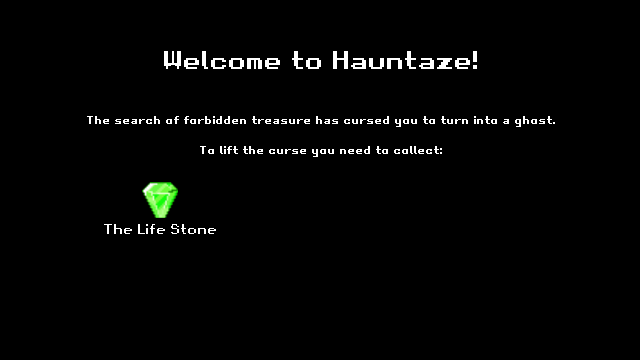 Welcome to Hauntaze!
The search of forbidden treasure has cursed you to turn into a ghost.
To lift the curse you need to collect:
The Life Stone